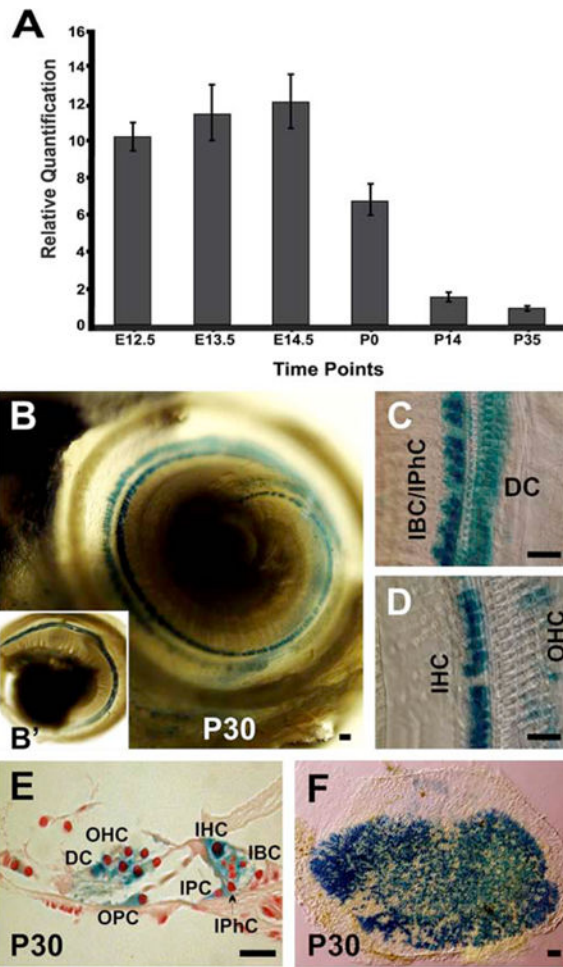 A
Relative Quantification
16
14
12
10
8
6
4
2
0
E12.5 E13.5 E14.5 P0 P14 P35
Time Points
B
P30
B'
C
IBC/IPhC
DC
D
IHC
OHC
E
OHC
IHC
DC
IBC
IPC
OPC
IPhC
P30
F
P30